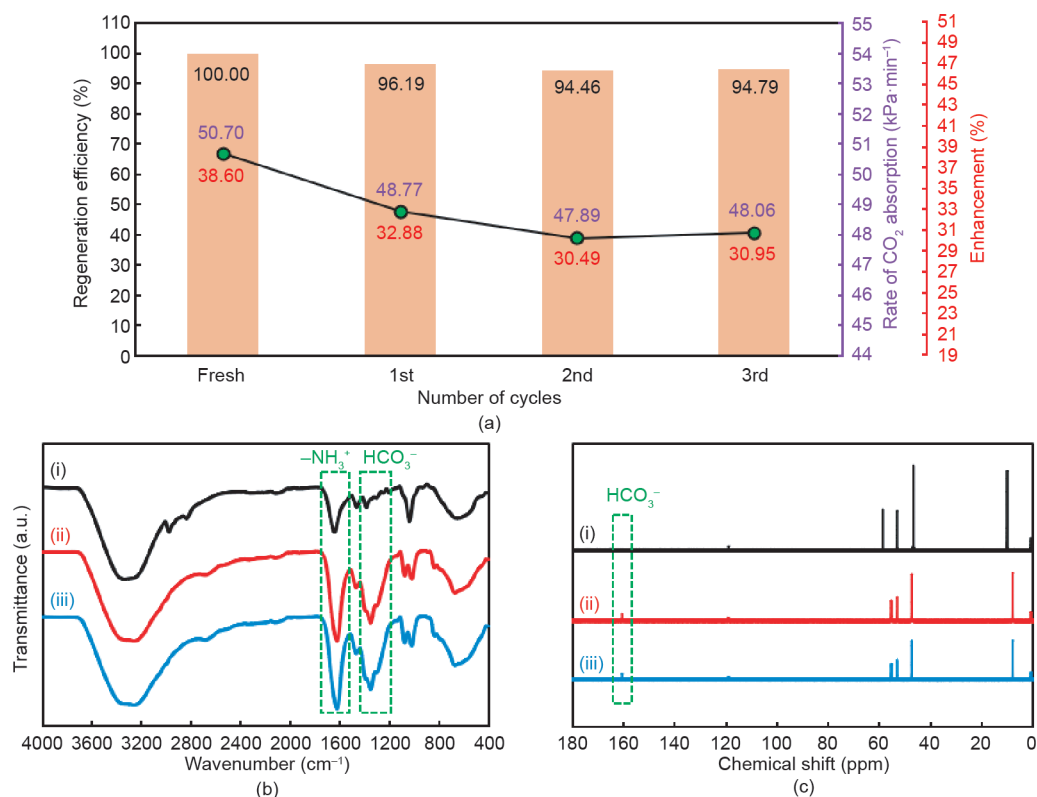 110
100
90
80
70
60
50
40
30
20
10
0
Regeneration efficiency (%)
100.00
96.19
94.46
94.79
50.70
38.60
48.77
32.88
47.89
30.49
48.06
30.95
55
54
53
52
51
50
49
48
47
46
45
44
Rate of CO₂ absorption (kPa·min⁻¹)
51
49
47
45
43
41
39
37
35
33
31
29
27
25
23
21
19
Enhancement (%)
Fresh 1st 2nd 3rd
Number of cycles
(a)
–NH₃⁺ HCO₃⁻
(i)
(ii)
(iii)
Transmittance (a.u.)
4000 3600 3200 2800 2400 2000 1600 1200 800 400
Wavenumber (cm⁻¹)
(b)
HCO₃⁻
(i)
(ii)
(iii)
180 160 140 120 100 80 60 40 20 0
Chemical shift (ppm)
(c)